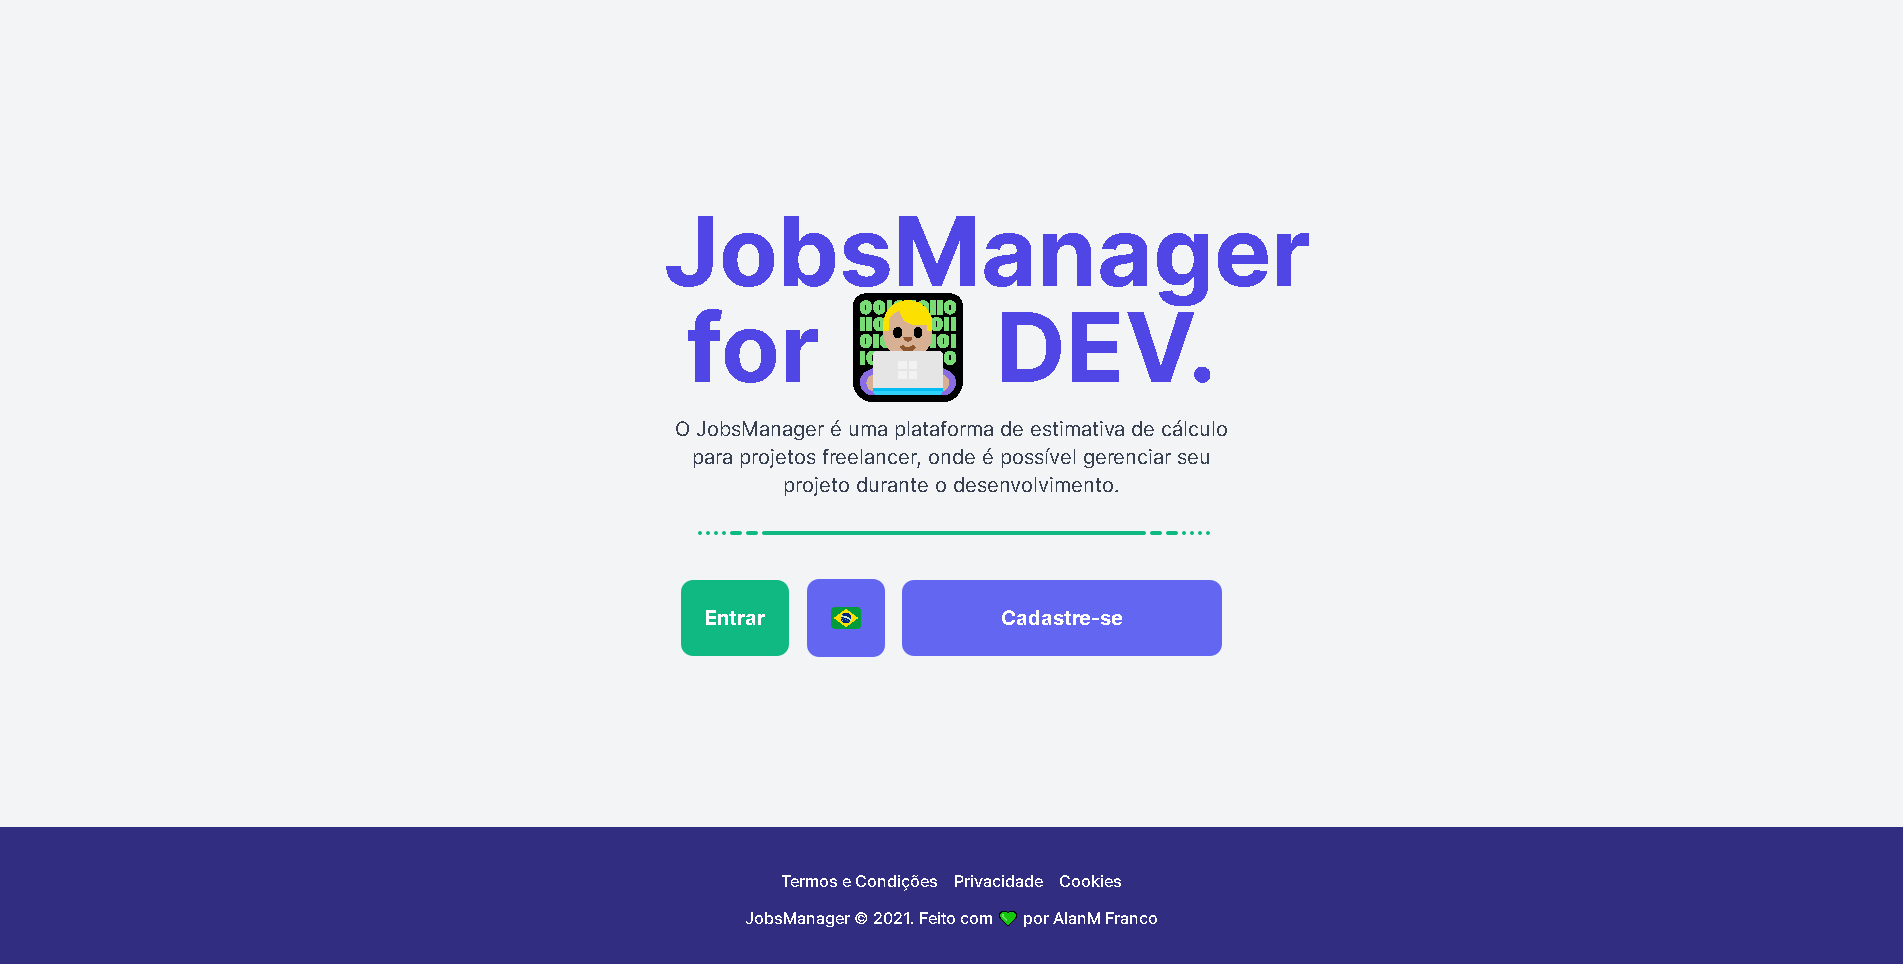 JobsManager
for DEV.
O JobsManager é uma plataforma de estimativa de cálculo
para projetos freelancer, onde é possível gerenciar seu
projeto durante o desenvolvimento.
Entrar
Cadastre-se
Termos e Condições Privacidade Cookies
JobsManager © 2021. Feito com 💚 por AlanM Franco